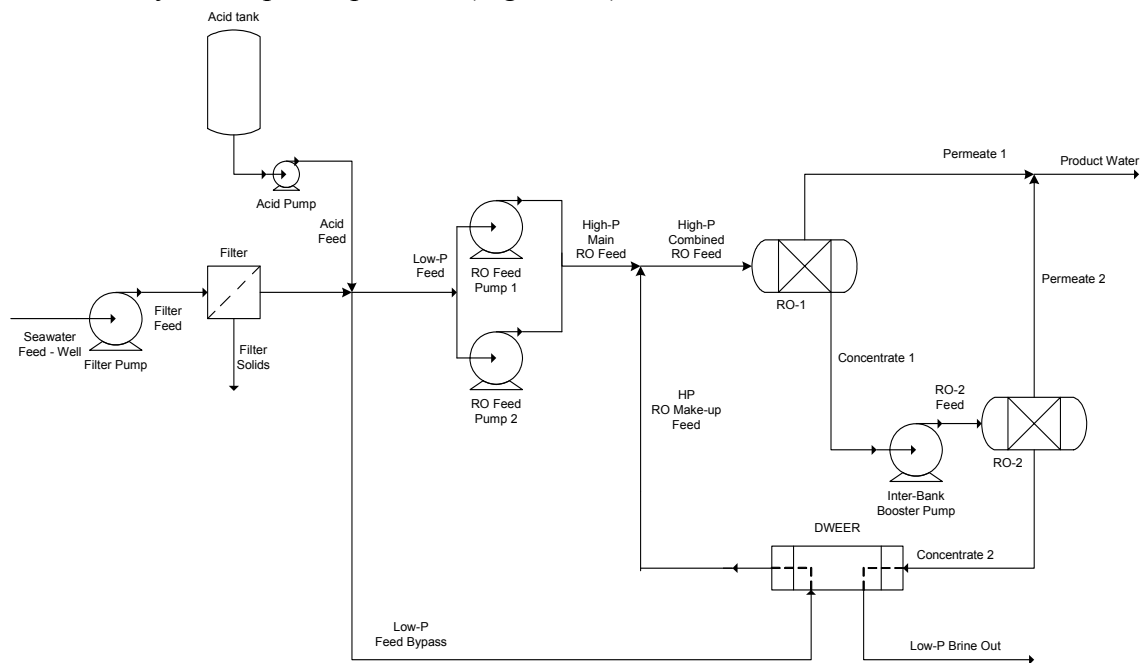 Acid tank
Acid Pump
Acid
Feed
Filter
Filter
Feed
Seawater
Feed - Well
Filter Pump
Filter
Solids
Low-P
Feed
RO Feed
Pump 1
RO Feed
Pump 2
High-P
Main
RO Feed
High-P
Combined
RO Feed
RO-1
Permeate 1
Product Water
Permeate 2
Concentrate 1
RO-2
Feed
RO-2
Inter-Bank
Booster Pump
HP
RO Make-up
Feed
DWEER
Concentrate 2
Low-P
Feed Bypass
Low-P Brine Out